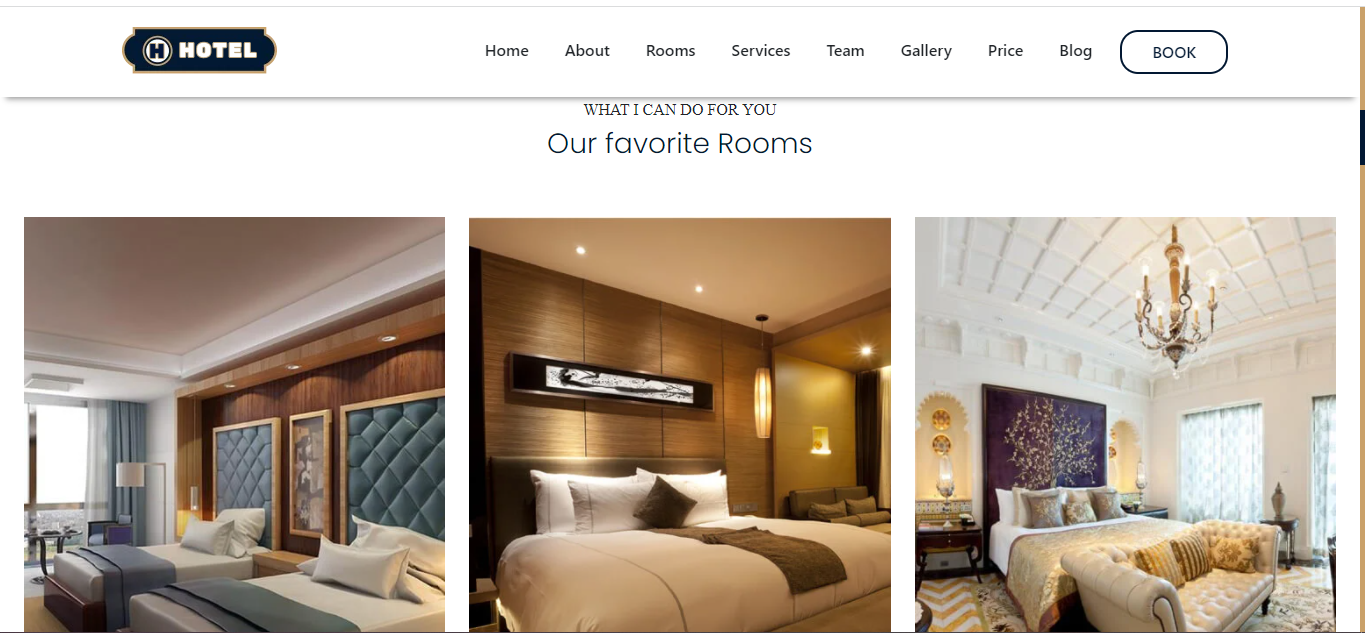 H HOTEL
Home About Rooms Services Team Gallery Price Blog BOOK
WHAT I CAN DO FOR YOU
Our favorite Rooms